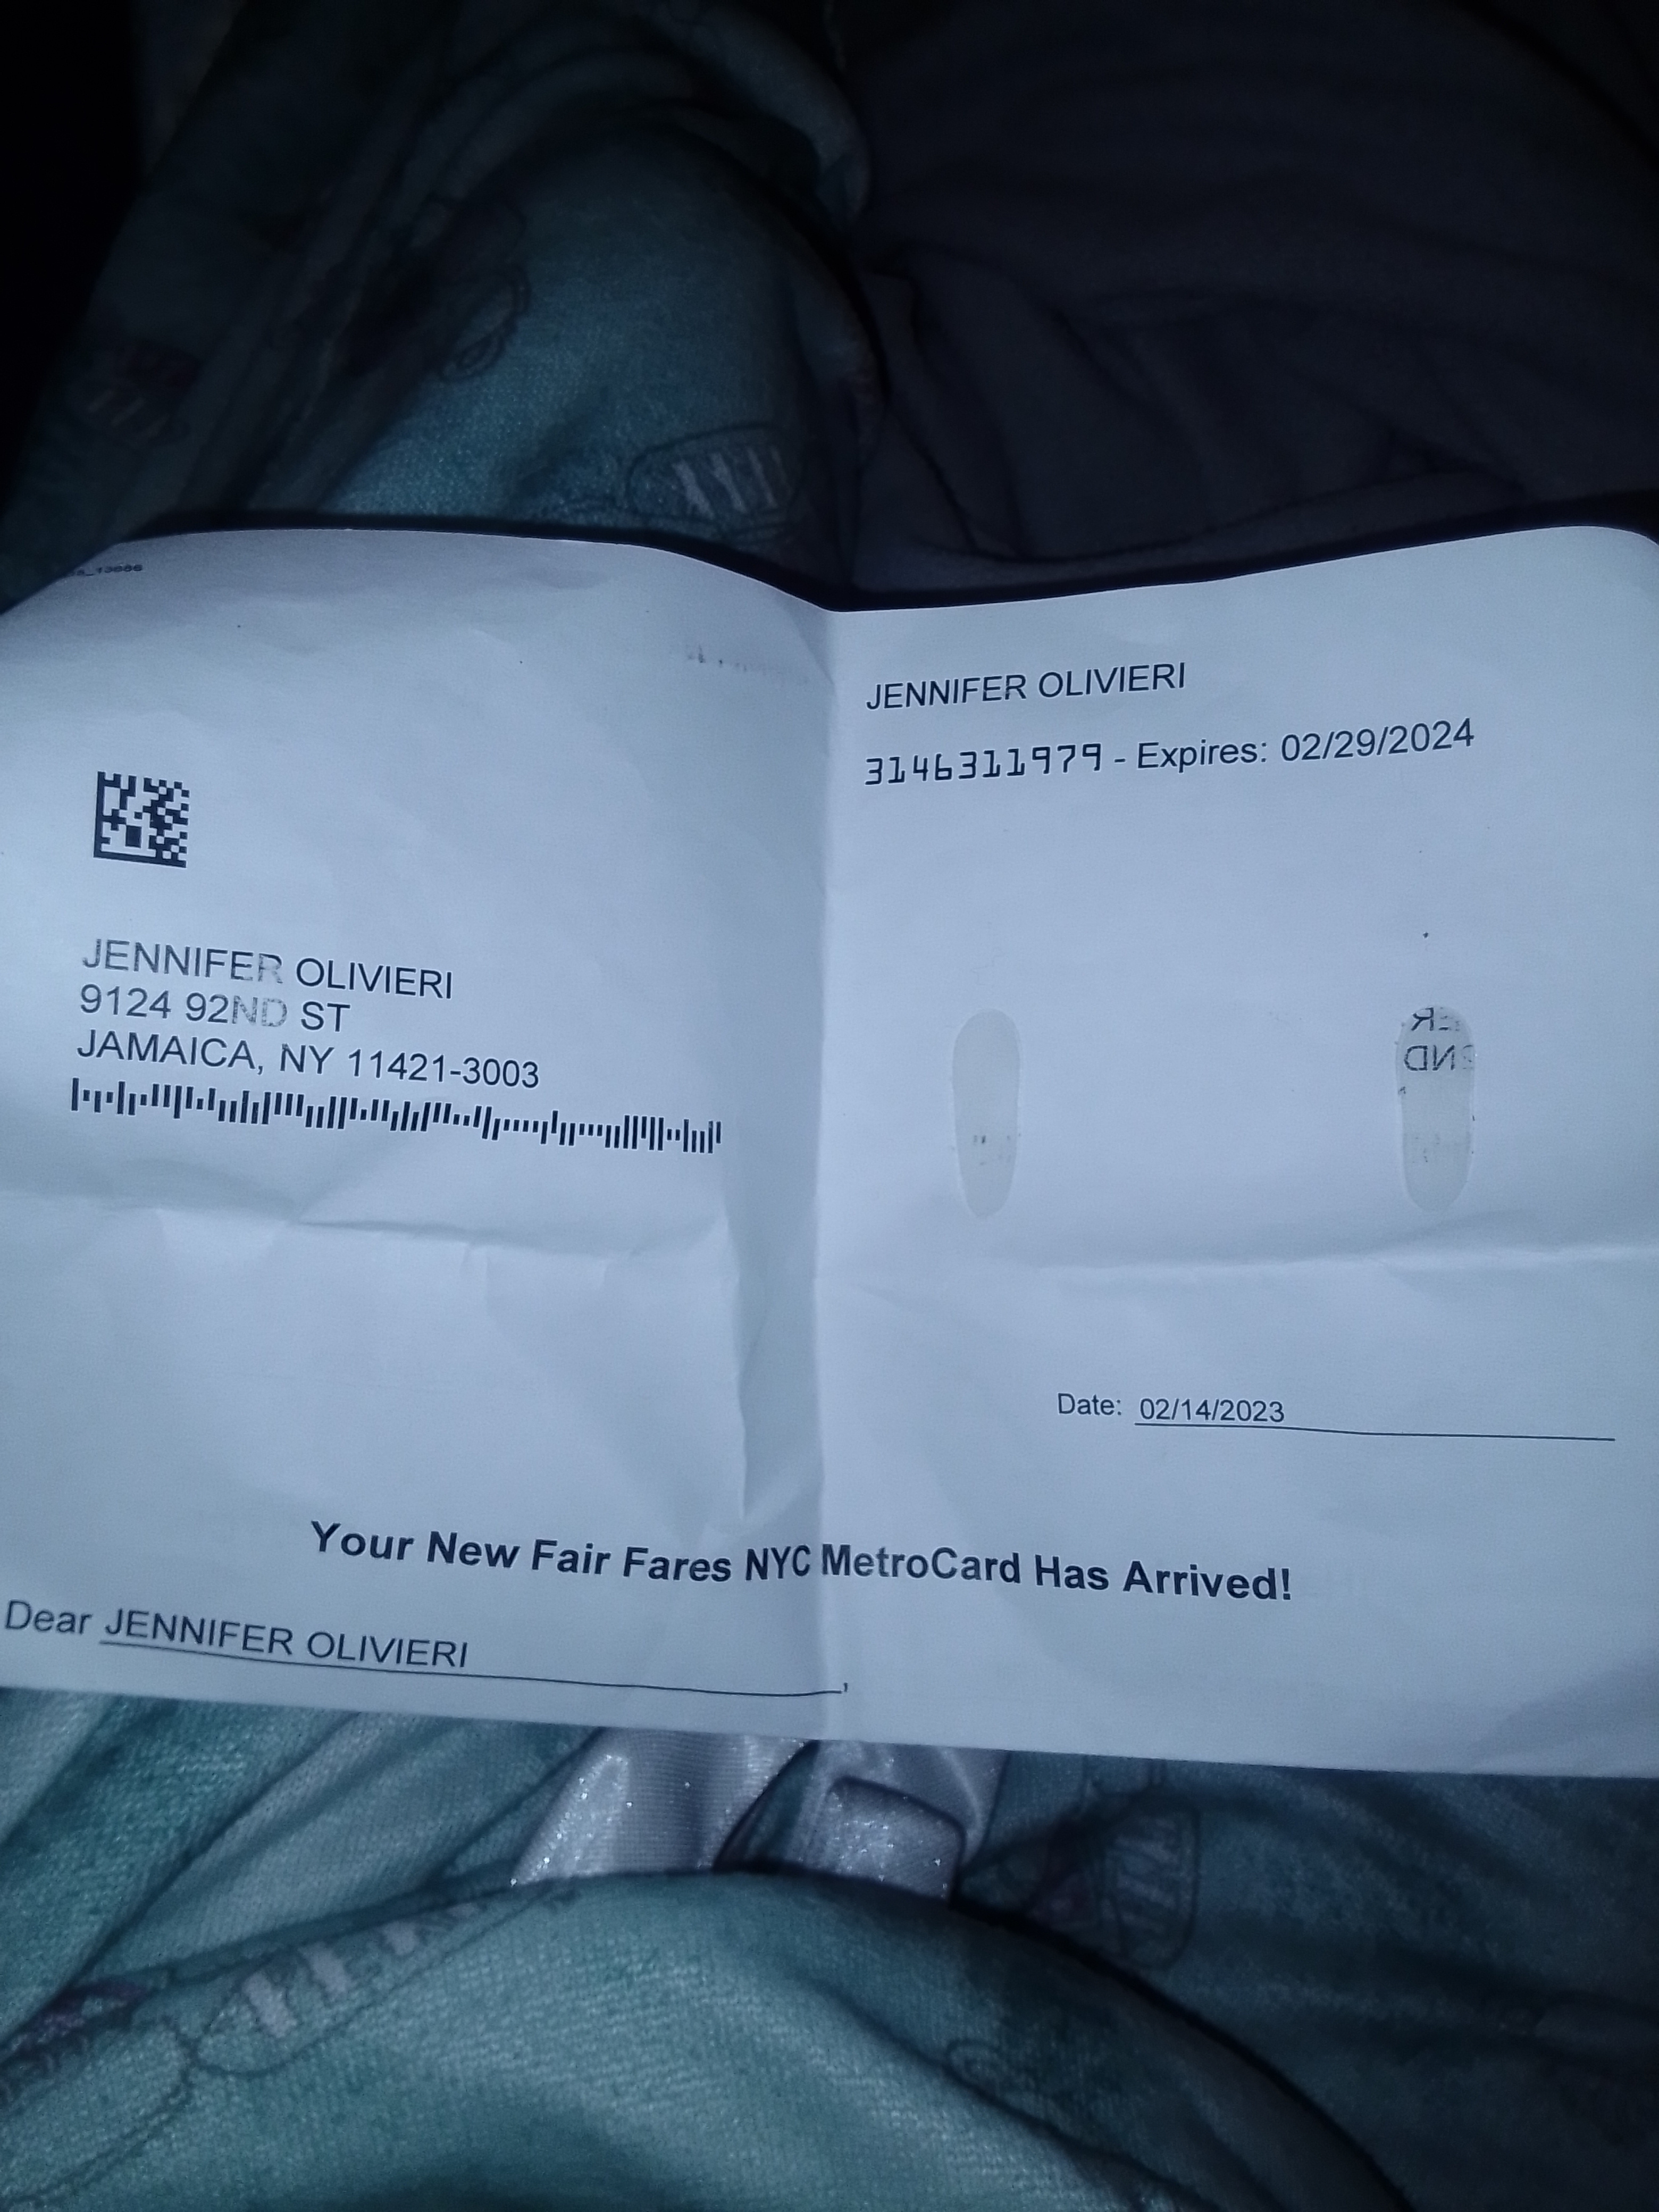 JENNIFER OLIVIERI
3146311979 - Expires: 02/29/2024
JENNIFER OLIVIERI
9124 92ND ST
JAMAICA, NY 11421-3003
Date: 02/14/2023
Your New Fair Fares NYC MetroCard Has Arrived!
Dear JENNIFER OLIVIERI,